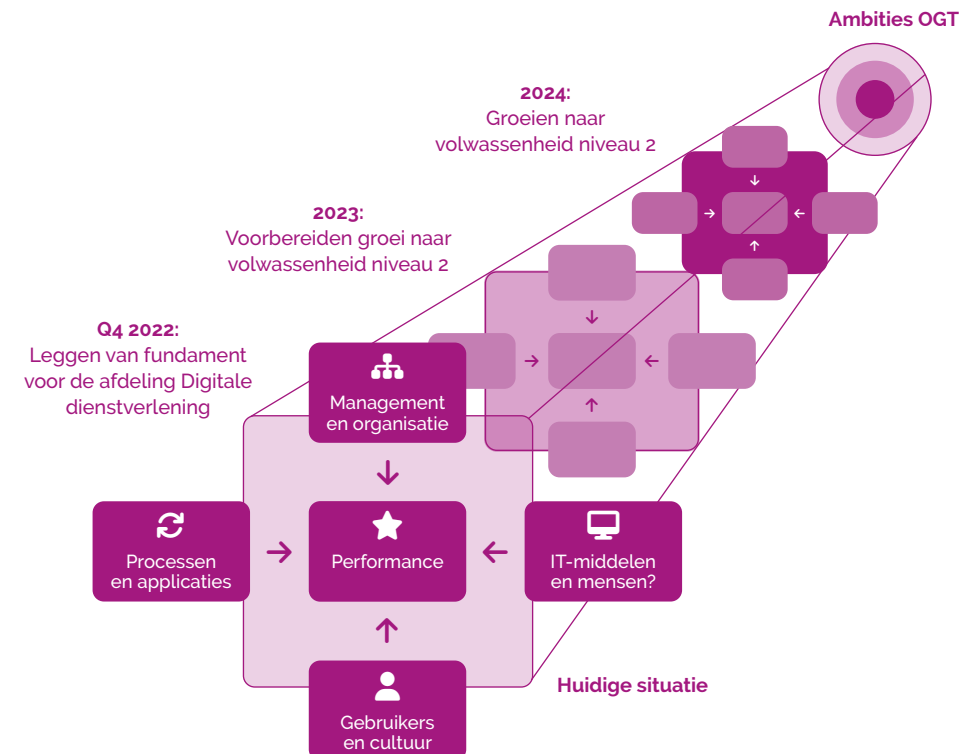 Ambities OGT
2024:
Groeien naar
volwassenheid niveau 2
2023:
Voorbereiden groei naar
volwassenheid niveau 2
Q4 2022:
Leggen van fundament
voor de afdeling Digitale
dienstverlening
Management
en organisatie
Processen
en applicaties
Performance
IT-middelen
en mensen?
Gebruikers
en cultuur
Huidige situatie